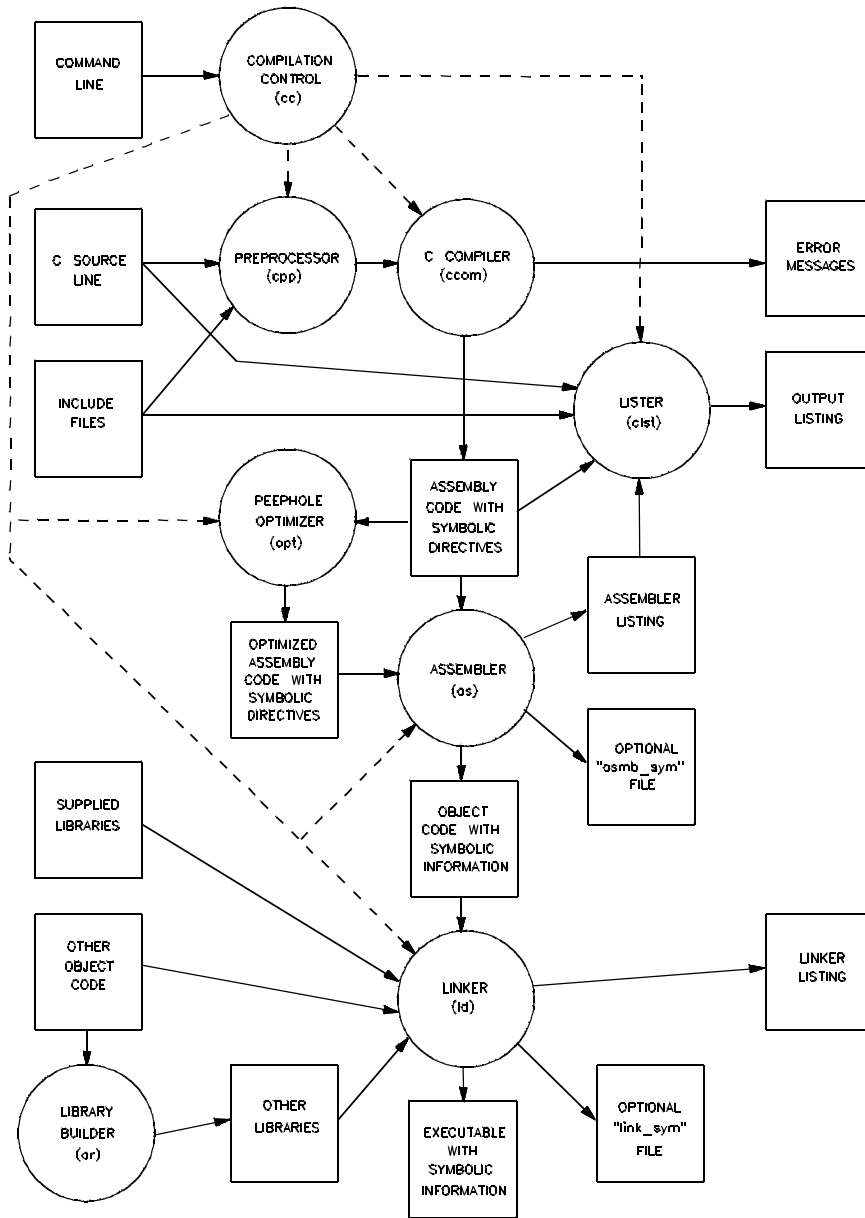 COMMAND
LINE
COMPILATION
CONTROL
(cc)
C SOURCE
LINE
PREPROCESSOR
(cpp)
C COMPILER
(ccom)
ERROR
MESSAGES
INCLUDE
FILES
LISTER
(clst)
OUTPUT
LISTING
PEEPHOLE
OPTIMIZER
(opt)
ASSEMBLY
CODE WITH
SYMBOLIC
DIRECTIVES
ASSEMBLER
LISTING
OPTIMIZED
ASSEMBLY
CODE WITH
SYMBOLIC
DIRECTIVES
ASSEMBLER
(as)
OPTIONAL
"asmb_sym"
FILE
SUPPLIED
LIBRARIES
OBJECT
CODE WITH
SYMBOLIC
INFORMATION
OTHER
OBJECT
CODE
LINKER
(ld)
LINKER
LISTING
LIBRARY
BUILDER
(ar)
OTHER
LIBRARIES
EXECUTABLE
WITH
SYMBOLIC
INFORMATION
OPTIONAL
"link_sym"
FILE